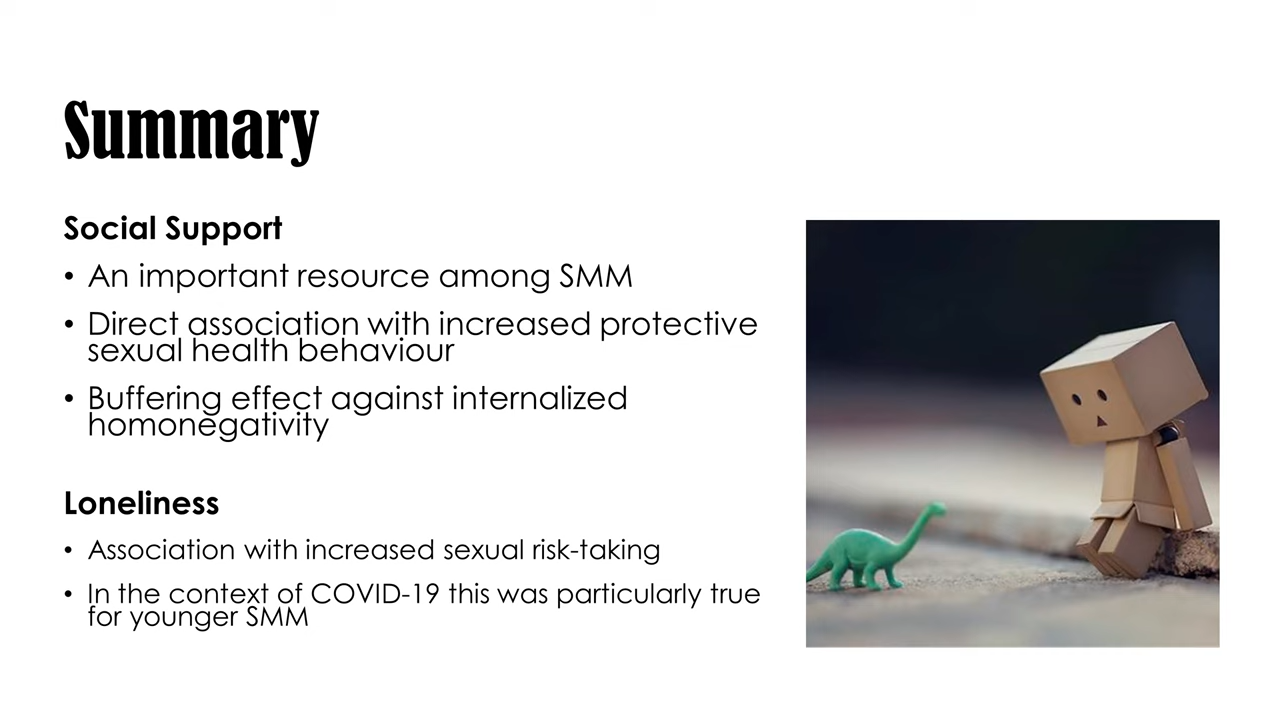 Summary
Social Support
• An important resource among SMM
• Direct association with increased protective
sexual health behaviour
• Buffering effect against internalized
homonegativity
Loneliness
• Association with increased sexual risk-taking
• In the context of COVID-19 this was particularly true
for younger SMM